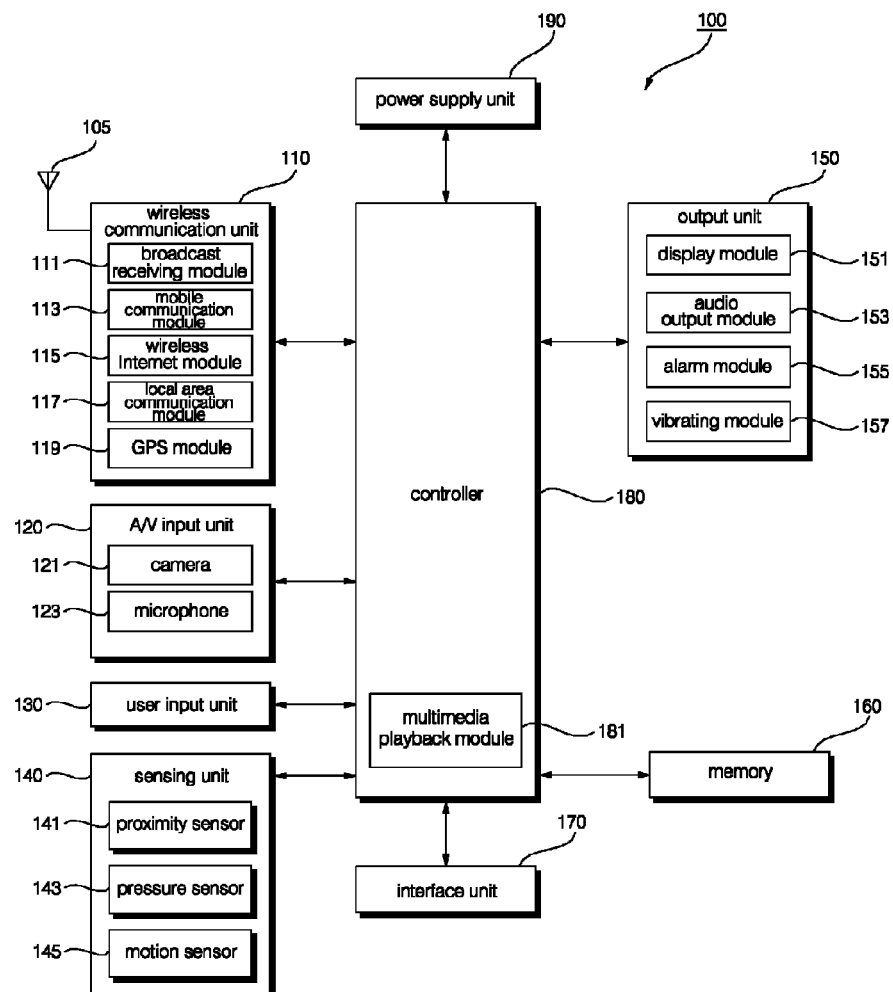 100
190
power supply unit
105
110
wireless
communication unit
111
broadcast
receiving module
113
mobile
communication
module
115
wireless
Internet module
117
local area
communication
module
119
GPS module
120
A/V input unit
121
camera
123
microphone
130
user input unit
140
sensing unit
141
proximity sensor
143
pressure sensor
145
motion sensor
controller
180
multimedia
playback module
181
150
output unit
display module
151
audio
output module
153
alarm module
155
vibrating module
157
160
memory
170
interface unit